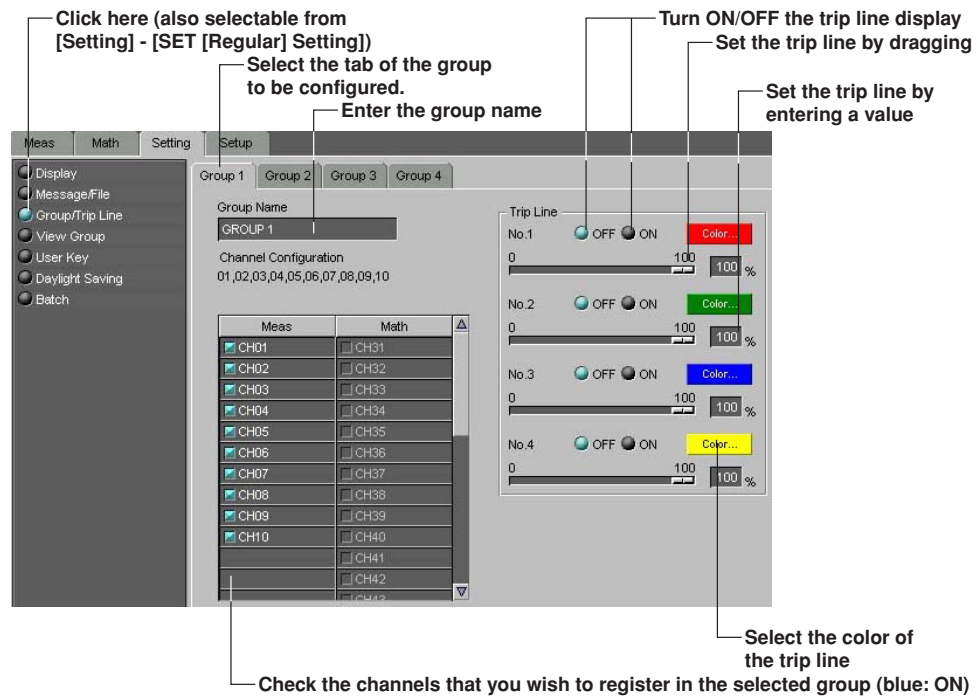 Click here (also selectable from
[Setting] - [SET [Regular] Setting])
Select the tab of the group
to be configured.
Enter the group name
Turn ON/OFF the trip line display
Set the trip line by dragging
Set the trip line by
entering a value
Meas Math Setting Setup
Display
Message/File
Group/Trip Line
View Group
User Key
Daylight Saving
Batch
Group 1 Group 2 Group 3 Group 4
Group Name
GROUP 1
Channel Configuration
01,02,03,04,05,06,07,08,09,10
Meas Math
CH01 CH31
CH02 CH32
CH03 CH33
CH04 CH34
CH05 CH35
CH06 CH36
CH07 CH37
CH08 CH38
CH09 CH39
CH10 CH40
CH41
CH42
CH43
Trip Line
No.1 OFF ON Color...
0 100 100 %
No.2 OFF ON Color...
0 100 100 %
No.3 OFF ON Color...
0 100 100 %
No.4 OFF ON Color...
0 100 100 %
Select the color of
the trip line
Check the channels that you wish to register in the selected group (blue: ON)